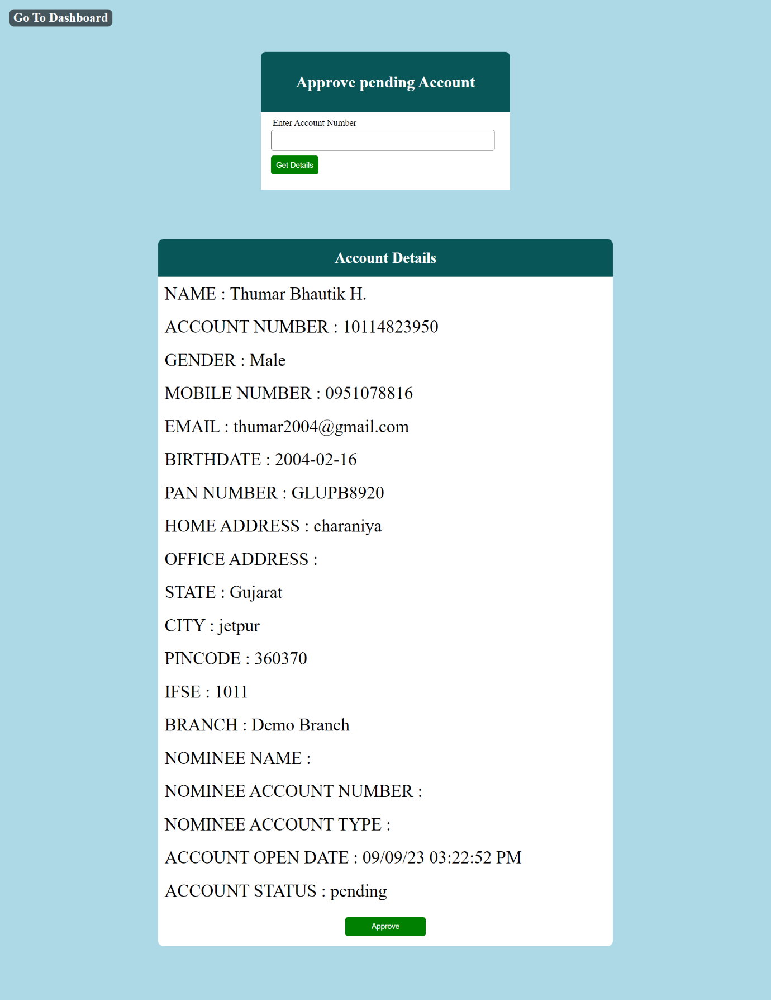 Go To Dashboard
Approve pending Account
Enter Account Number
Get Details
Account Details
NAME : Thumar Bhautik H.
ACCOUNT NUMBER : 10114823950
GENDER : Male
MOBILE NUMBER : 0951078816
EMAIL : thumar2004@gmail.com
BIRTHDATE : 2004-02-16
PAN NUMBER : GLUPB8920
HOME ADDRESS : charaniya
OFFICE ADDRESS :
STATE : Gujarat
CITY : jetpur
PINCODE : 360370
IFSE : 1011
BRANCH : Demo Branch
NOMINEE NAME :
NOMINEE ACCOUNT NUMBER :
NOMINEE ACCOUNT TYPE :
ACCOUNT OPEN DATE : 09/09/23 03:22:52 PM
ACCOUNT STATUS : pending
Approve